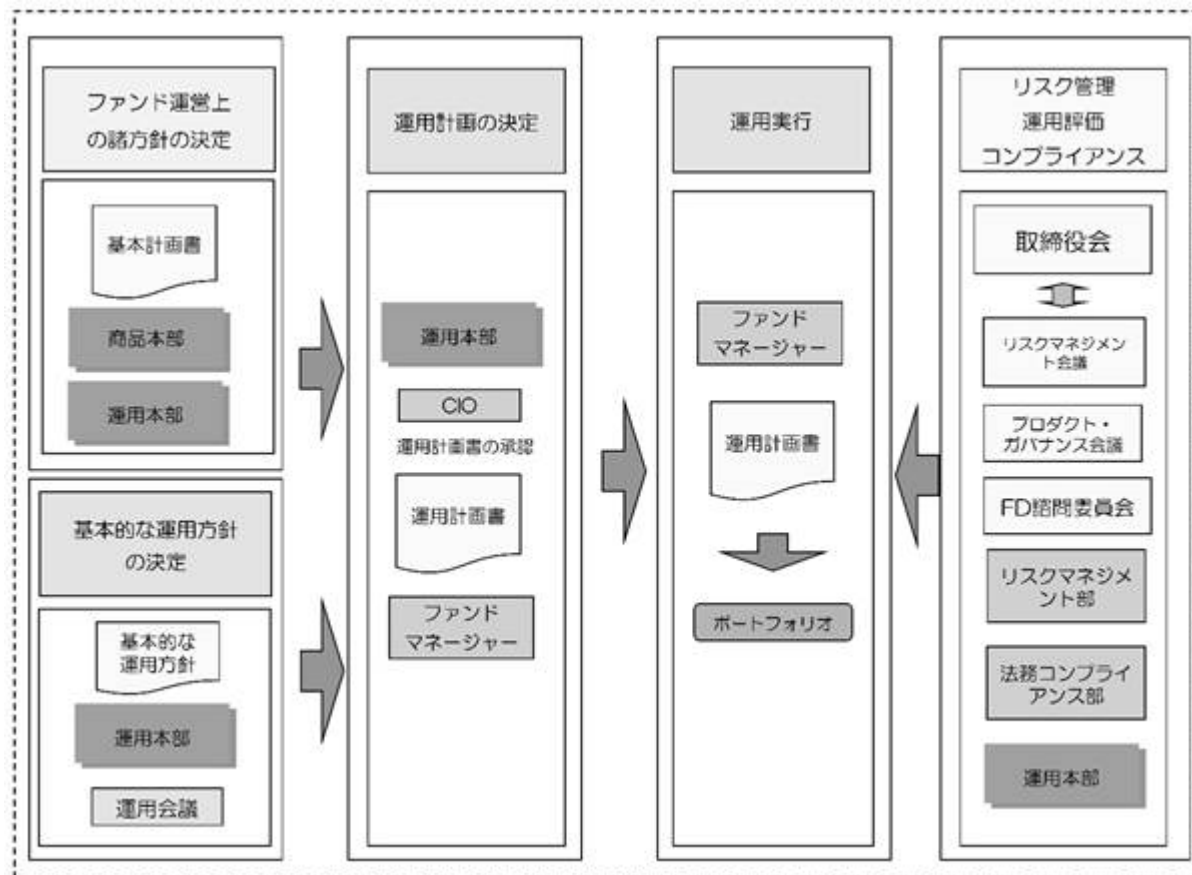 ファンド運営上
の諸方針の決定
基本計画書
商品本部
運用本部
基本的な運用方針
の決定
基本的な
運用方針
運用本部
運用会議
運用計画の決定
運用本部
CIO
運用計画書の承認
運用計画書
ファンド
マネージャー
運用実行
ファンド
マネージャー
運用計画書
ポートフォリオ
リスク管理
運用評価
コンプライアンス
取締役会
リスクマネジメン
ト会議
プロダクト・
ガバナンス会議
FD諮問委員会
リスクマネジメ
ント部
法務コンプライ
アンス部
運用本部